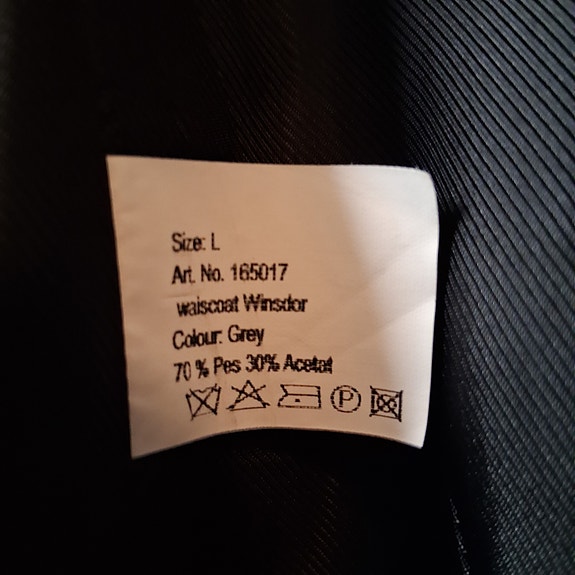 Size: L
Art. No. 165017
waiscoat Winsdor
Colour: Grey
70 % Pes 30% Acetat
P